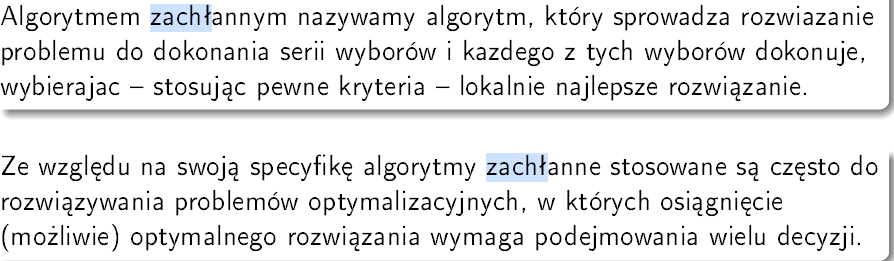 Algorytmem zachłannym nazywamy algorytm, który sprowadza rozwiazanie
problemu do dokonania serii wyborów i kazdego z tych wyborów dokonuje,
wybierajac – stosując pewne kryteria – lokalnie najlepsze rozwiązanie.
Ze względu na swoją specyfikę algorytmy zachłanne stosowane są często do
rozwiązywania problemów optymalizacyjnych, w których osiągnięcie
(możliwie) optymalnego rozwiązania wymaga podejmowania wielu decyzji.